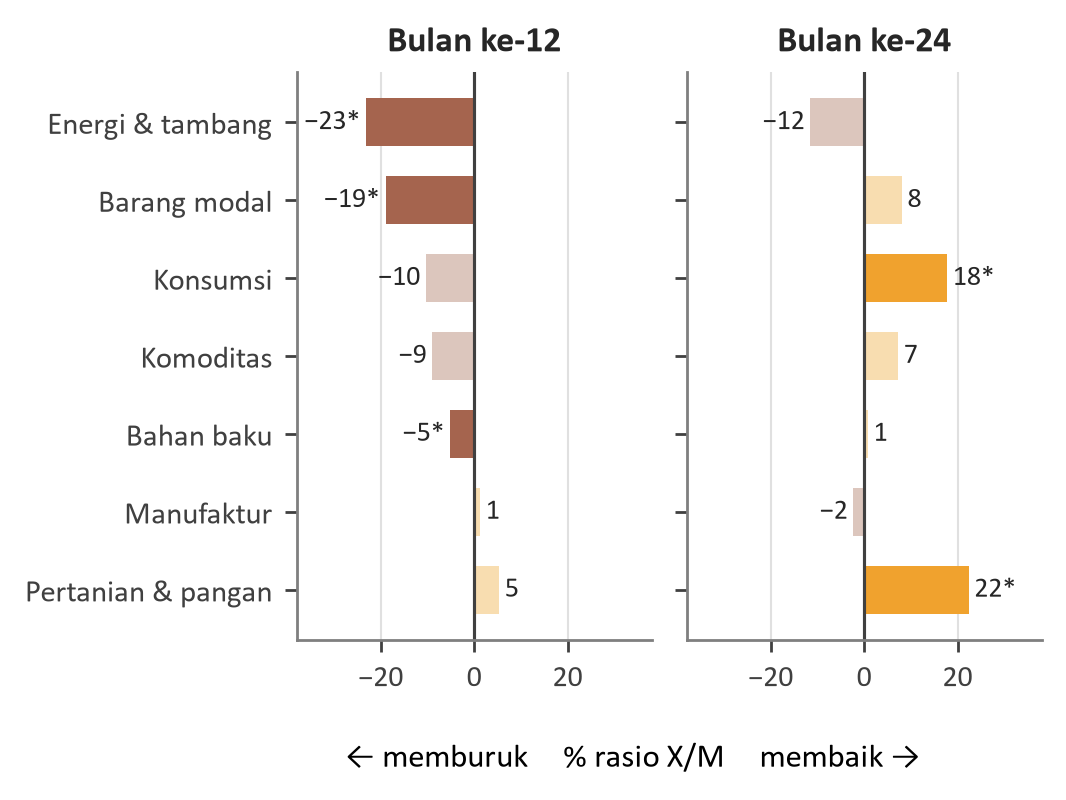 Bulan ke-12
Bulan ke-24
Energi & tambang
−23*
−12
Barang modal
−19*
8
Konsumsi
−10
18*
Komoditas
−9
7
Bahan baku
−5*
1
Manufaktur
1
−2
Pertanian & pangan
5
22*
−20 0 20
−20 0 20
← memburuk % rasio X/M membaik →